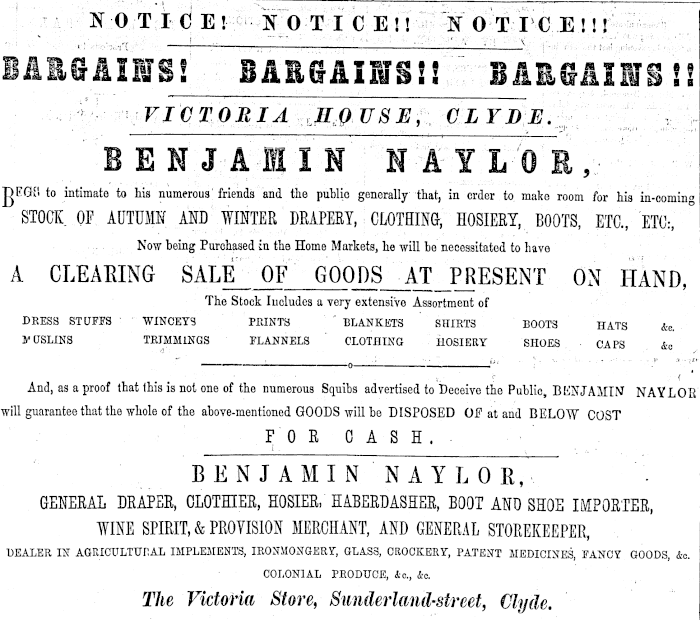 NOTICE! NOTICE!! NOTICE!!!
BARGAINS! BARGAINS!! BARGAINS!!
VICTORIA HOUSE, CLYDE.
BENJAMIN NAYLOR,
BEGS to intimate to his numerous friends and the public generally that, in order to make room for his in-coming
STOCK OF AUTUMN AND WINTER DRAPERY, CLOTHING, HOSIERY, BOOTS, ETC., ETC.,
Now being Purchased in the Home Markets, he will be necessitated to have
A CLEARING SALE OF GOODS AT PRESENT ON HAND,
The Stock Includes a very extensive Assortment of
DRESS STUFFS WINCEYS PRINTS BLANKETS SHIRTS BOOTS HATS &c.
MUSLINS TRIMMINGS FLANNELS CLOTHING HOSIERY SHOES CAPS &c
And, as a proof that this is not one of the numerous Squibs advertised to Deceive the Public, BENJAMIN NAYLOR
will guarantee that the whole of the above-mentioned GOODS will be DISPOSED OF at and BELOW COST
FOR CASH.
BENJAMIN NAYLOR,
GENERAL DRAPER, CLOTHIER, HOSIER, HABERDASHER, BOOT AND SHOE IMPORTER,
WINE SPIRIT, & PROVISION MERCHANT, AND GENERAL STOREKEEPER,
DEALER IN AGRICULTURAL IMPLEMENTS, IRONMONGERY, GLASS, CROCKERY, PATENT MEDICINES, FANCY GOODS, &c.
COLONIAL PRODUCE, &c., &c.
The Victoria Store, Sunderland-street, Clyde.